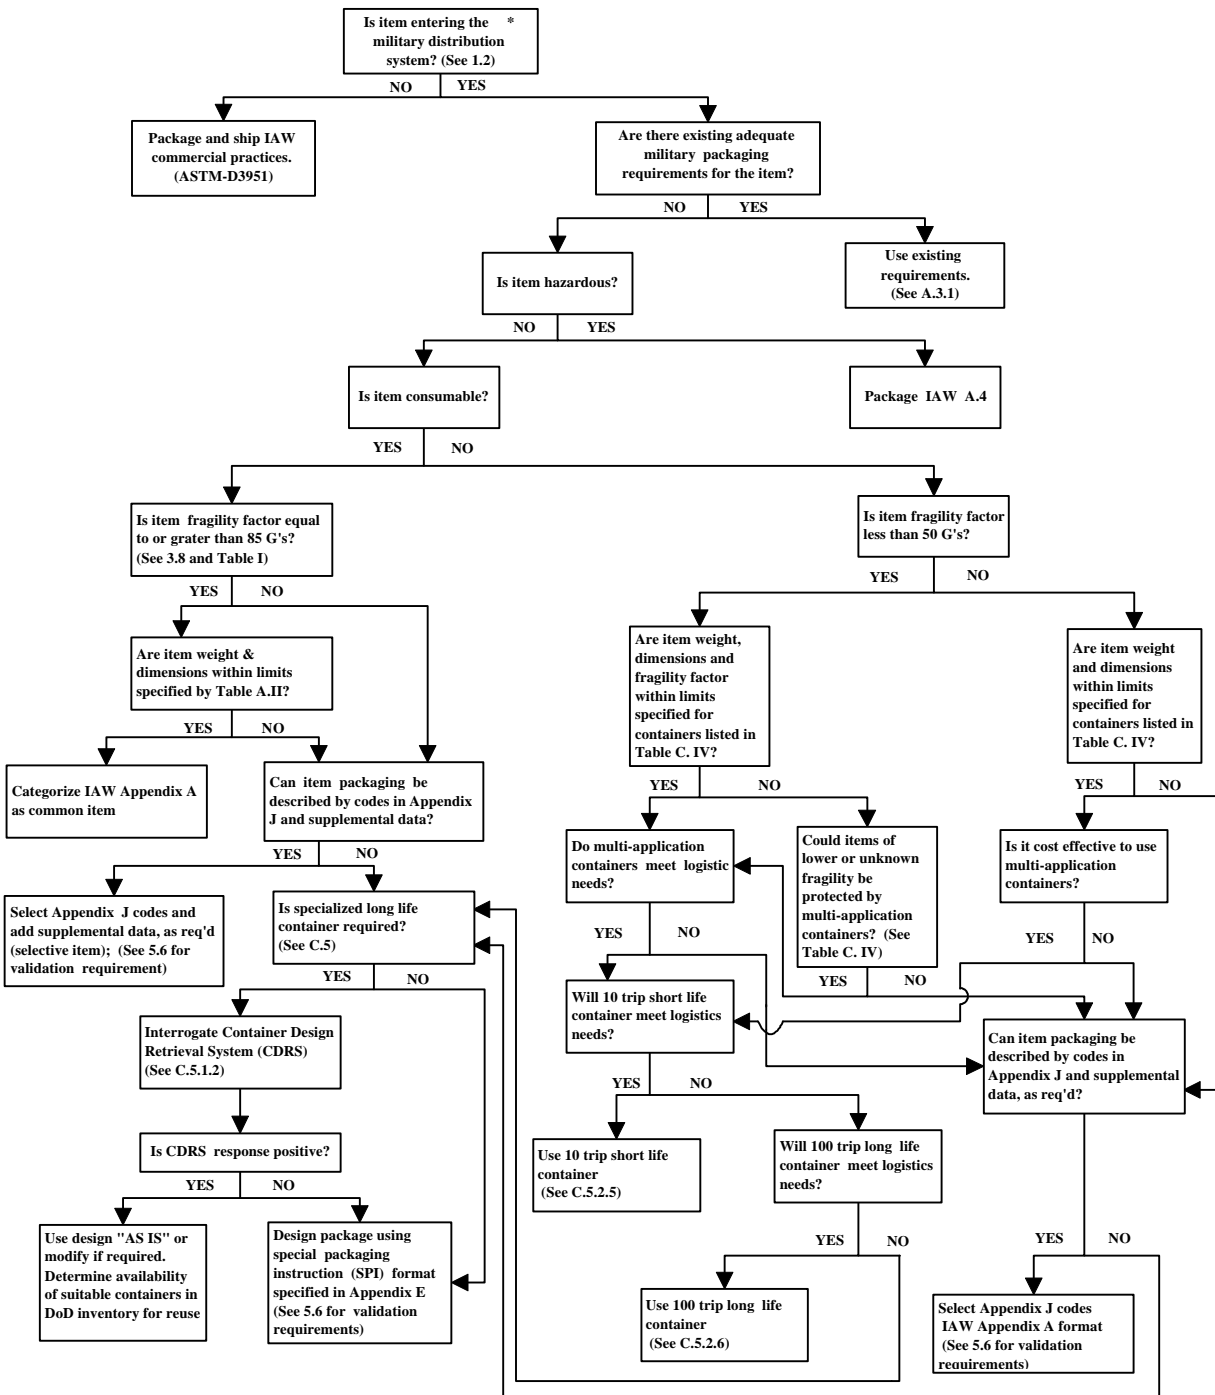 Is item entering the *
military distribution
system? (See 1.2)
NO YES
Package and ship IAW
commercial practices.
(ASTM-D3951)
Are there existing adequate
military packaging
requirements for the item?
NO YES
Is item hazardous?
Use existing
requirements.
(See A.3.1)
NO YES
Is item consumable?
Package IAW A.4
YES NO
Is item fragility factor equal
to or grater than 85 G's?
(See 3.8 and Table I)
Is item fragility factor
less than 50 G's?
YES NO
YES NO
Are item weight &
dimensions within limits
specified by Table A.II?
Are item weight,
dimensions and
fragility factor
within limits
specified for
containers listed in
Table C. IV?
Are item weight
and dimensions
within limits
specified for
containers listed in
Table C. IV?
YES NO
Categorize IAW Appendix A
as common item
Can item packaging be
described by codes in Appendix
J and supplemental data?
YES NO
YES NO
Do multi-application
containers meet logistic
needs?
Could items of
lower or unknown
fragility be
protected by
multi-application
containers? (See
Table C. IV)
Is it cost effective to use
multi-application
containers?
YES NO
Select Appendix J codes and
add supplemental data, as req'd
(selective item); (See 5.6 for
validation requirement)
Is specialized long life
container required?
(See C.5)
YES NO
YES NO
YES NO
YES NO
Interrogate Container Design
Retrieval System (CDRS)
(See C.5.1.2)
Will 10 trip short life
container meet logistics
needs?
Can item packaging be
described by codes in
Appendix J and supplemental
data, as req'd?
YES NO
Is CDRS response positive?
Use 10 trip short life
container
(See C.5.2.5)
Will 100 trip long life
container meet logistics
needs?
YES NO
Use design "AS IS" or
modify if required.
Determine availability
of suitable containers in
DoD inventory for reuse
Design package using
special packaging
instruction (SPI) format
specified in Appendix E
(See 5.6 for validation
requirements)
YES NO
YES NO
Use 100 trip long life
container
(See C.5.2.6)
Select Appendix J codes
IAW Appendix A format
(See 5.6 for validation
requirements)